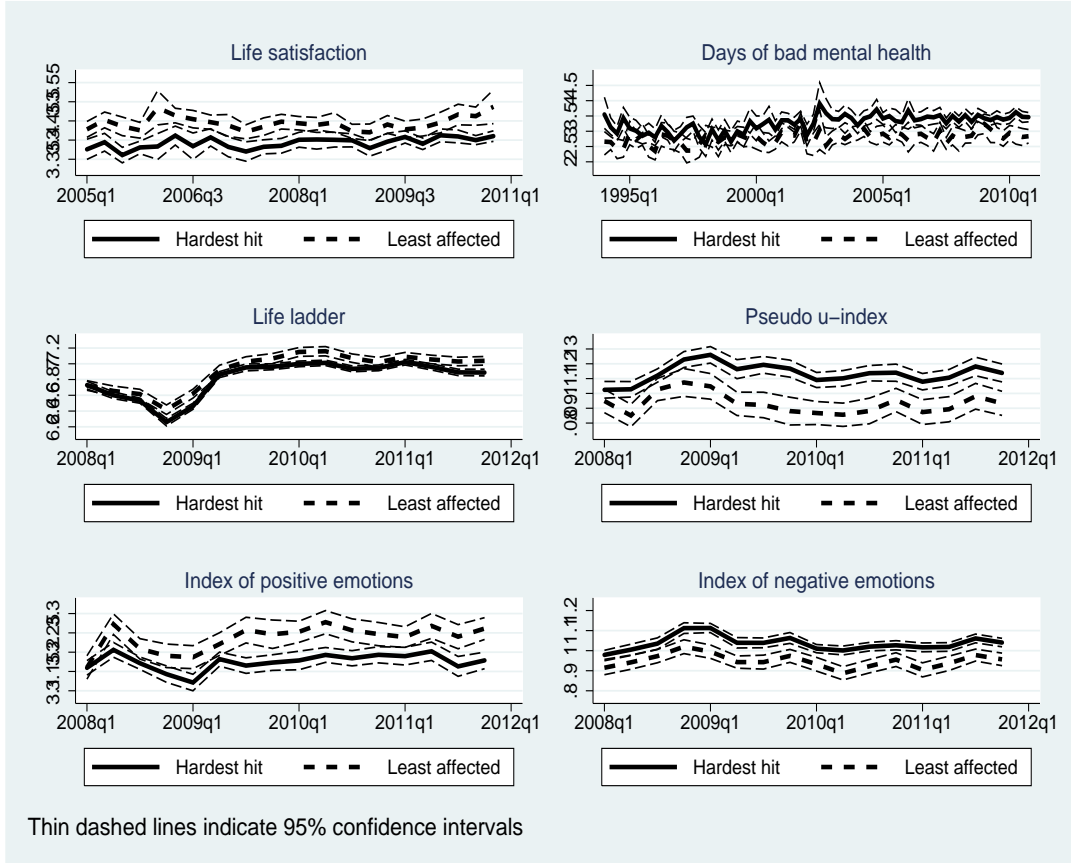 Life satisfaction
2005q1 2006q3 2008q1 2009q3 2011q1
Hardest hit Least affected
Days of bad mental health
1995q1 2000q1 2005q1 2010q1
Hardest hit Least affected
Life ladder
2008q1 2009q1 2010q1 2011q1 2012q1
Hardest hit Least affected
Pseudo u−index
2008q1 2009q1 2010q1 2011q1 2012q1
Hardest hit Least affected
Index of positive emotions
2008q1 2009q1 2010q1 2011q1 2012q1
Hardest hit Least affected
Index of negative emotions
.8 .9 1 1.1 1.2
2008q1 2009q1 2010q1 2011q1 2012q1
Hardest hit Least affected
Thin dashed lines indicate 95% confidence intervals